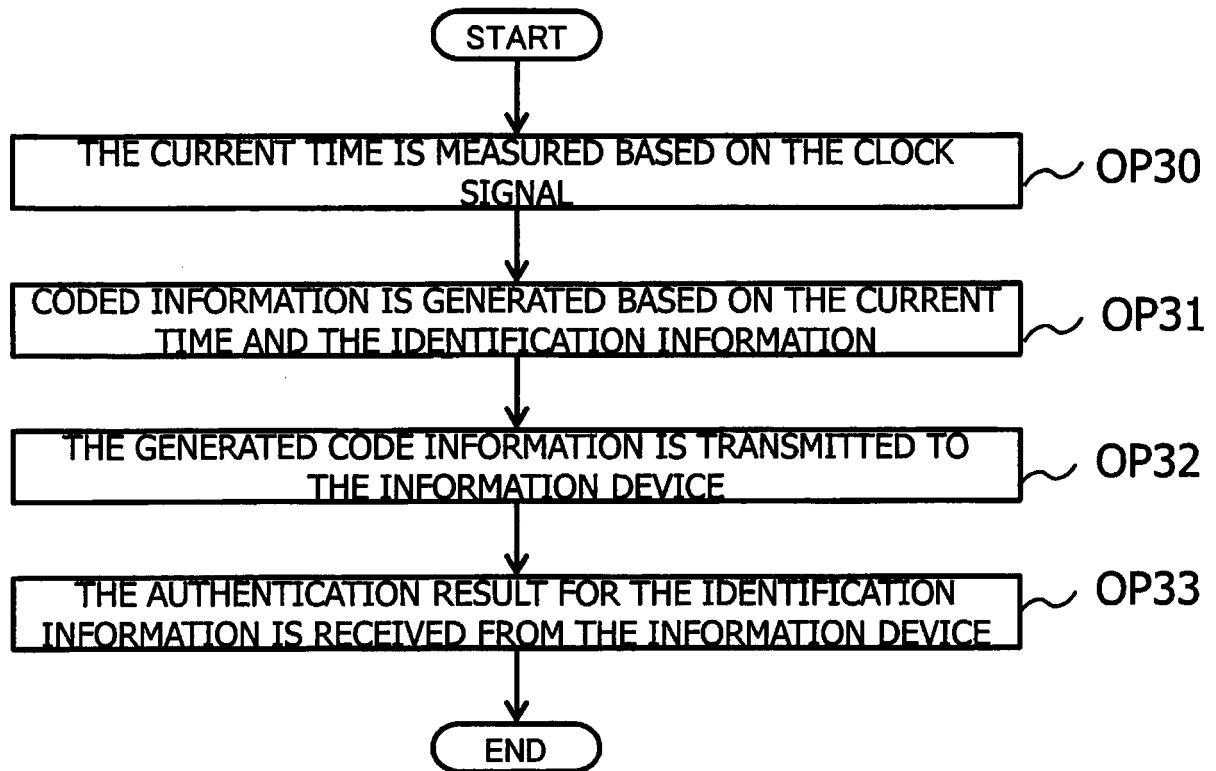 START
THE CURRENT TIME IS MEASURED BASED ON THE CLOCK
SIGNAL
OP30
CODED INFORMATION IS GENERATED BASED ON THE CURRENT
TIME AND THE IDENTIFICATION INFORMATION
OP31
THE GENERATED CODE INFORMATION IS TRANSMITTED TO
THE INFORMATION DEVICE
OP32
THE AUTHENTICATION RESULT FOR THE IDENTIFICATION
INFORMATION IS RECEIVED FROM THE INFORMATION DEVICE
OP33
END